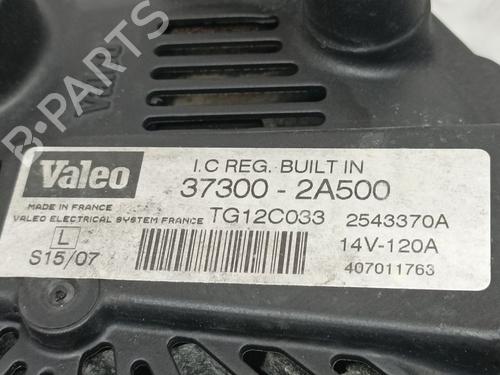 VALEO
B-PARTS
Valeo
I.C REG. BUILT IN
37300 - 2A500
MADE IN FRANCE
VALEO ELECTRICAL SYSTEM FRANCE
TG12C033 2543370A
L
14V-120A
S15/07
407011763